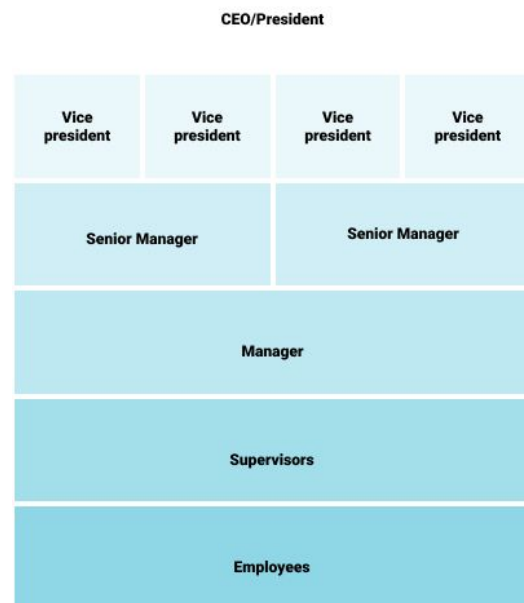 CEO/President
Vice
president
Vice
president
Vice
president
Vice
president
Senior Manager
Senior Manager
Manager
Supervisors
Employees